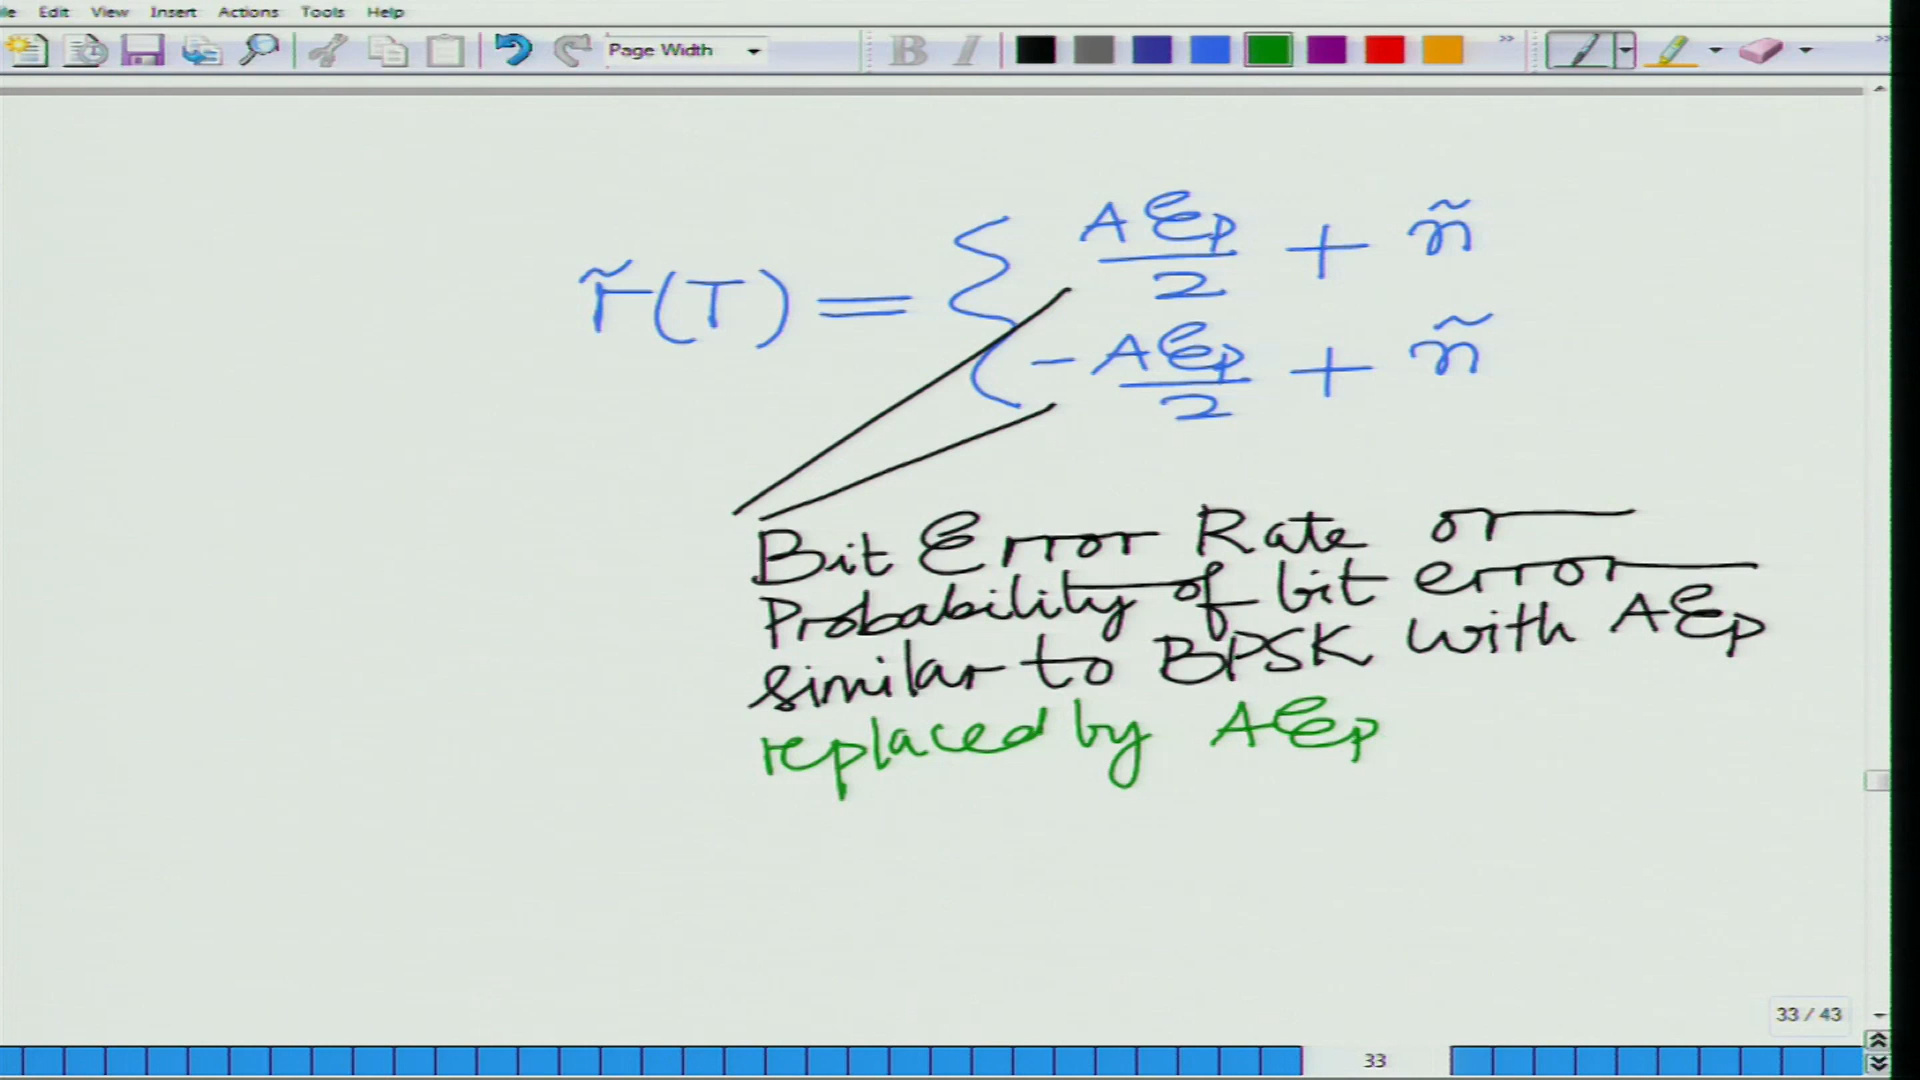 le Edit View Insert Actions Tools Help
Page Width B I
r̃(T) = { AEp/2 + ñ
-AEp/2 + ñ
Bit Error Rate or
Probability of bit error
similar to BPSK with AEp
replaced by AEp
33 / 43
33